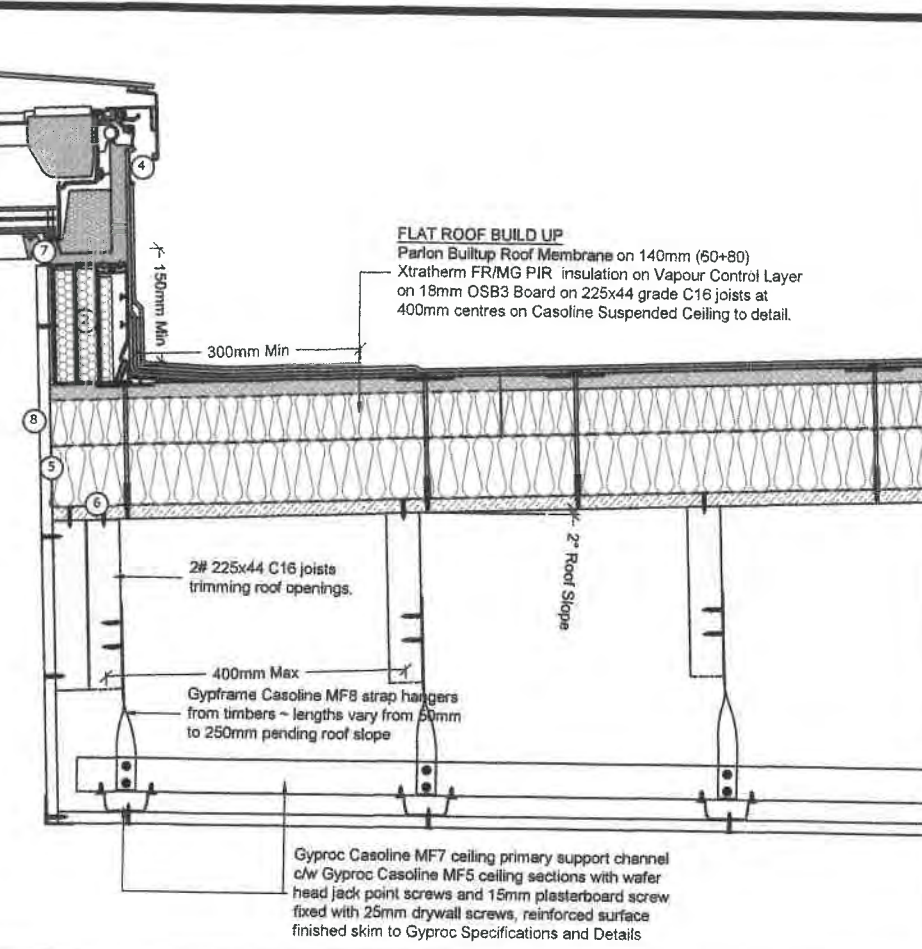 4
7
150mm Min
FLAT ROOF BUILD UP
Parlon Builtup Roof Membrane on 140mm (60+80)
Xtratherm FR/MG PIR insulation on Vapour Control Layer
on 18mm OSB3 Board on 225x44 grade C16 joists at
400mm centres on Casoline Suspended Ceiling to detail.
300mm Min
8
5
6
2# 225x44 C16 joists
trimming roof openings.
2° Roof Slope
400mm Max
Gypframe Casoline MF8 strap hangers
from timbers ~ lengths vary from 50mm
to 250mm pending roof slope
Gyproc Casoline MF7 ceiling primary support channel
c/w Gyproc Casoline MF5 ceiling sections with wafer
head jack point screws and 15mm plasterboard screw
fixed with 25mm drywall screws, reinforced surface
finished skim to Gyproc Specifications and Details